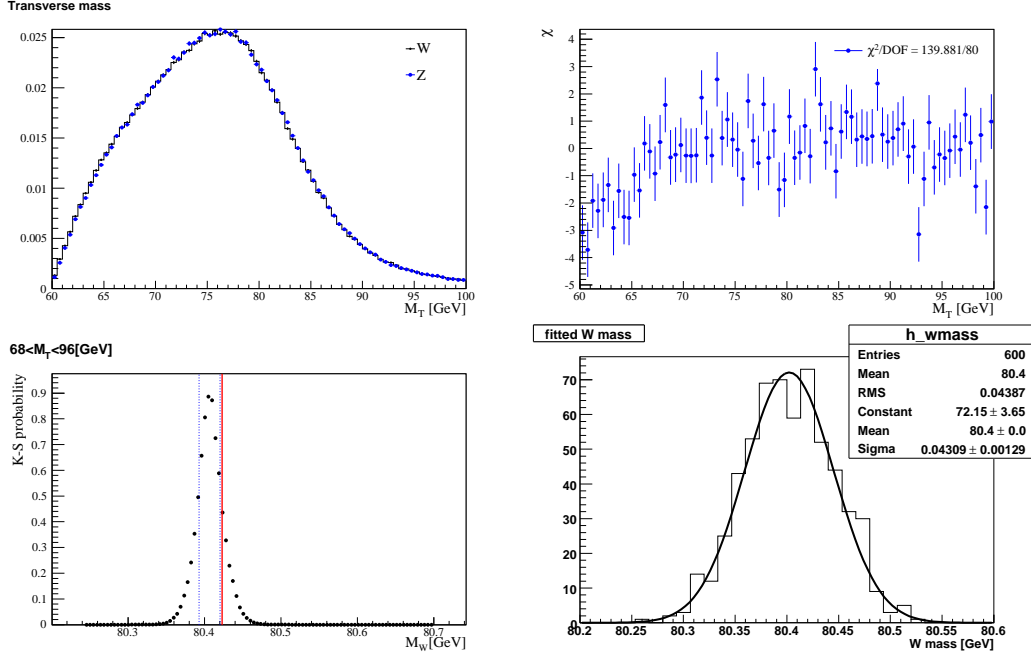 Transverse mass
0.025
0.02
0.015
0.01
0.005
0
60 65 70 75 80 85 90 95 100
M_T [GeV]
W
Z
χ
4
3
2
1
0
-1
-2
-3
-4
-5
60 65 70 75 80 85 90 95 100
M_T [GeV]
χ²/DOF = 139.881/80
68<M_T<96[GeV]
K-S probability
0.9
0.8
0.7
0.6
0.5
0.4
0.3
0.2
0.1
0
80.3 80.4 80.5 80.6 80.7
M_W[GeV]
fitted W mass
h_wmass
Entries 600
Mean 80.4
RMS 0.04387
Constant 72.15 ± 3.65
Mean 80.4 ± 0.0
Sigma 0.04309 ± 0.00129
70
60
50
40
30
20
10
0
80.2 80.25 80.3 80.35 80.4 80.45 80.5 80.55 80.6
W mass [GeV]